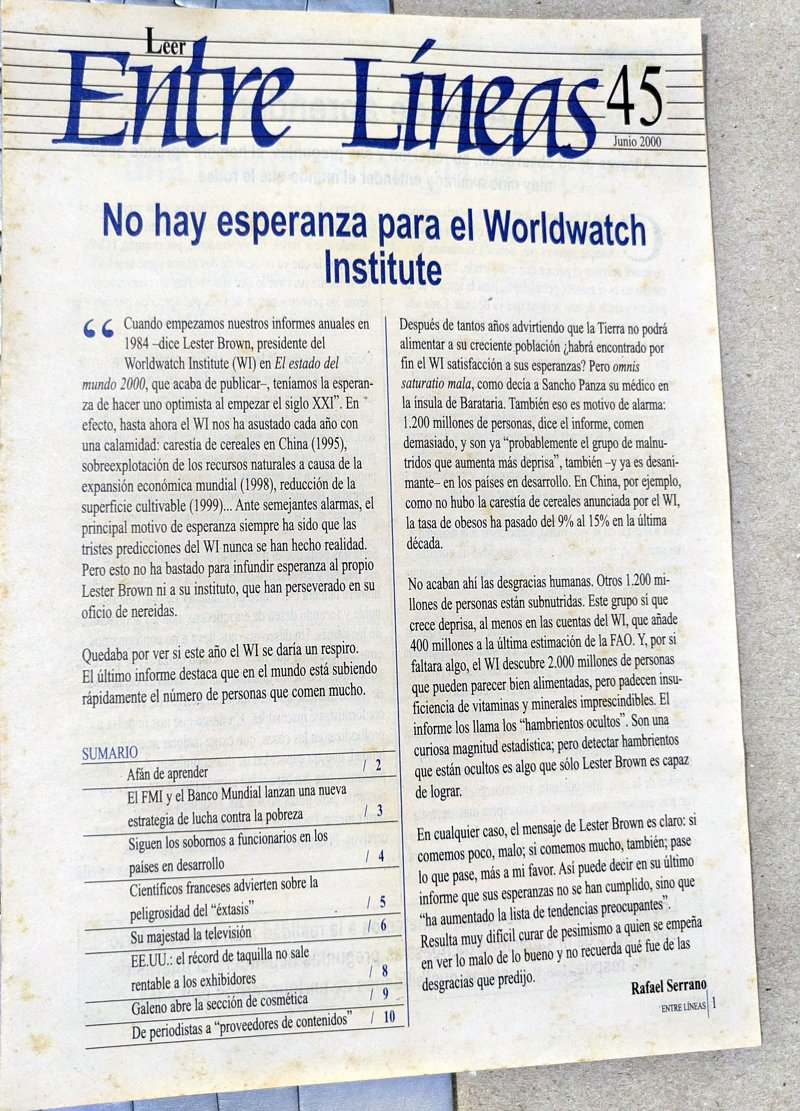 Leer
Entre Líneas
45
Junio 2000
No hay esperanza para el Worldwatch
Institute
“ Cuando empezamos nuestros informes anuales en
1984 –dice Lester Brown, presidente del
Worldwatch Institute (WI) en El estado del
mundo 2000, que acaba de publicar–, teníamos la esperan-
za de hacer uno optimista al empezar el siglo XXI”. En
efecto, hasta ahora el WI nos ha asustado cada año con
una calamidad: carestía de cereales en China (1995),
sobreexplotación de los recursos naturales a causa de la
expansión económica mundial (1998), reducción de la
superficie cultivable (1999)... Ante semejantes alarmas, el
principal motivo de esperanza siempre ha sido que las
tristes predicciones del WI nunca se han hecho realidad.
Pero esto no ha bastado para infundir esperanza al propio
Lester Brown ni a su instituto, que han perseverado en su
oficio de nereidas.
Quedaba por ver si este año el WI se daría un respiro.
El último informe destaca que en el mundo está subiendo
rápidamente el número de personas que comen mucho.
SUMARIO
Afán de aprender / 2
El FMI y el Banco Mundial lanzan una nueva
estrategia de lucha contra la pobreza / 3
Siguen los sobornos a funcionarios en los
países en desarrollo / 4
Científicos franceses advierten sobre la
peligrosidad del “éxtasis” / 5
Su majestad la televisión / 6
EE.UU.: el récord de taquilla no sale
rentable a los exhibidores / 8
Galeno abre la sección de cosmética / 9
De periodistas a “proveedores de contenidos” / 10
Después de tantos años advirtiendo que la Tierra no podrá
alimentar a su creciente población ¿habrá encontrado por
fin el WI satisfacción a sus esperanzas? Pero omnis
saturatio mala, como decía a Sancho Panza su médico en
la ínsula de Barataria. También eso es motivo de alarma:
1.200 millones de personas, dice el informe, comen
demasiado, y son ya “probablemente el grupo de malnu-
tridos que aumenta más deprisa”, también –y ya es desani-
mante– en los países en desarrollo. En China, por ejemplo,
como no hubo la carestía de cereales anunciada por el WI,
la tasa de obesos ha pasado del 9% al 15% en la última
década.
No acaban ahí las desgracias humanas. Otros 1.200 mi-
llones de personas están subnutridas. Este grupo sí que
crece deprisa, al menos en las cuentas del WI, que añade
400 millones a la última estimación de la FAO. Y, por si
faltara algo, el WI descubre 2.000 millones de personas
que pueden parecer bien alimentadas, pero padecen insu-
ficiencia de vitaminas y minerales imprescindibles. El
informe los llama los “hambrientos ocultos”. Son una
curiosa magnitud estadística; pero detectar hambrientos
que están ocultos es algo que sólo Lester Brown es capaz
de lograr.
En cualquier caso, el mensaje de Lester Brown es claro: si
comemos poco, malo; si comemos mucho, también; pase
lo que pase, más a mi favor. Así puede decir en su último
informe que sus esperanzas no se han cumplido, sino que
“ha aumentado la lista de tendencias preocupantes”.
Resulta muy difícil curar de pesimismo a quien se empeña
en ver lo malo de lo bueno y no recuerda qué fue de las
desgracias que predijo.
Rafael Serrano
ENTRE LÍNEAS 1